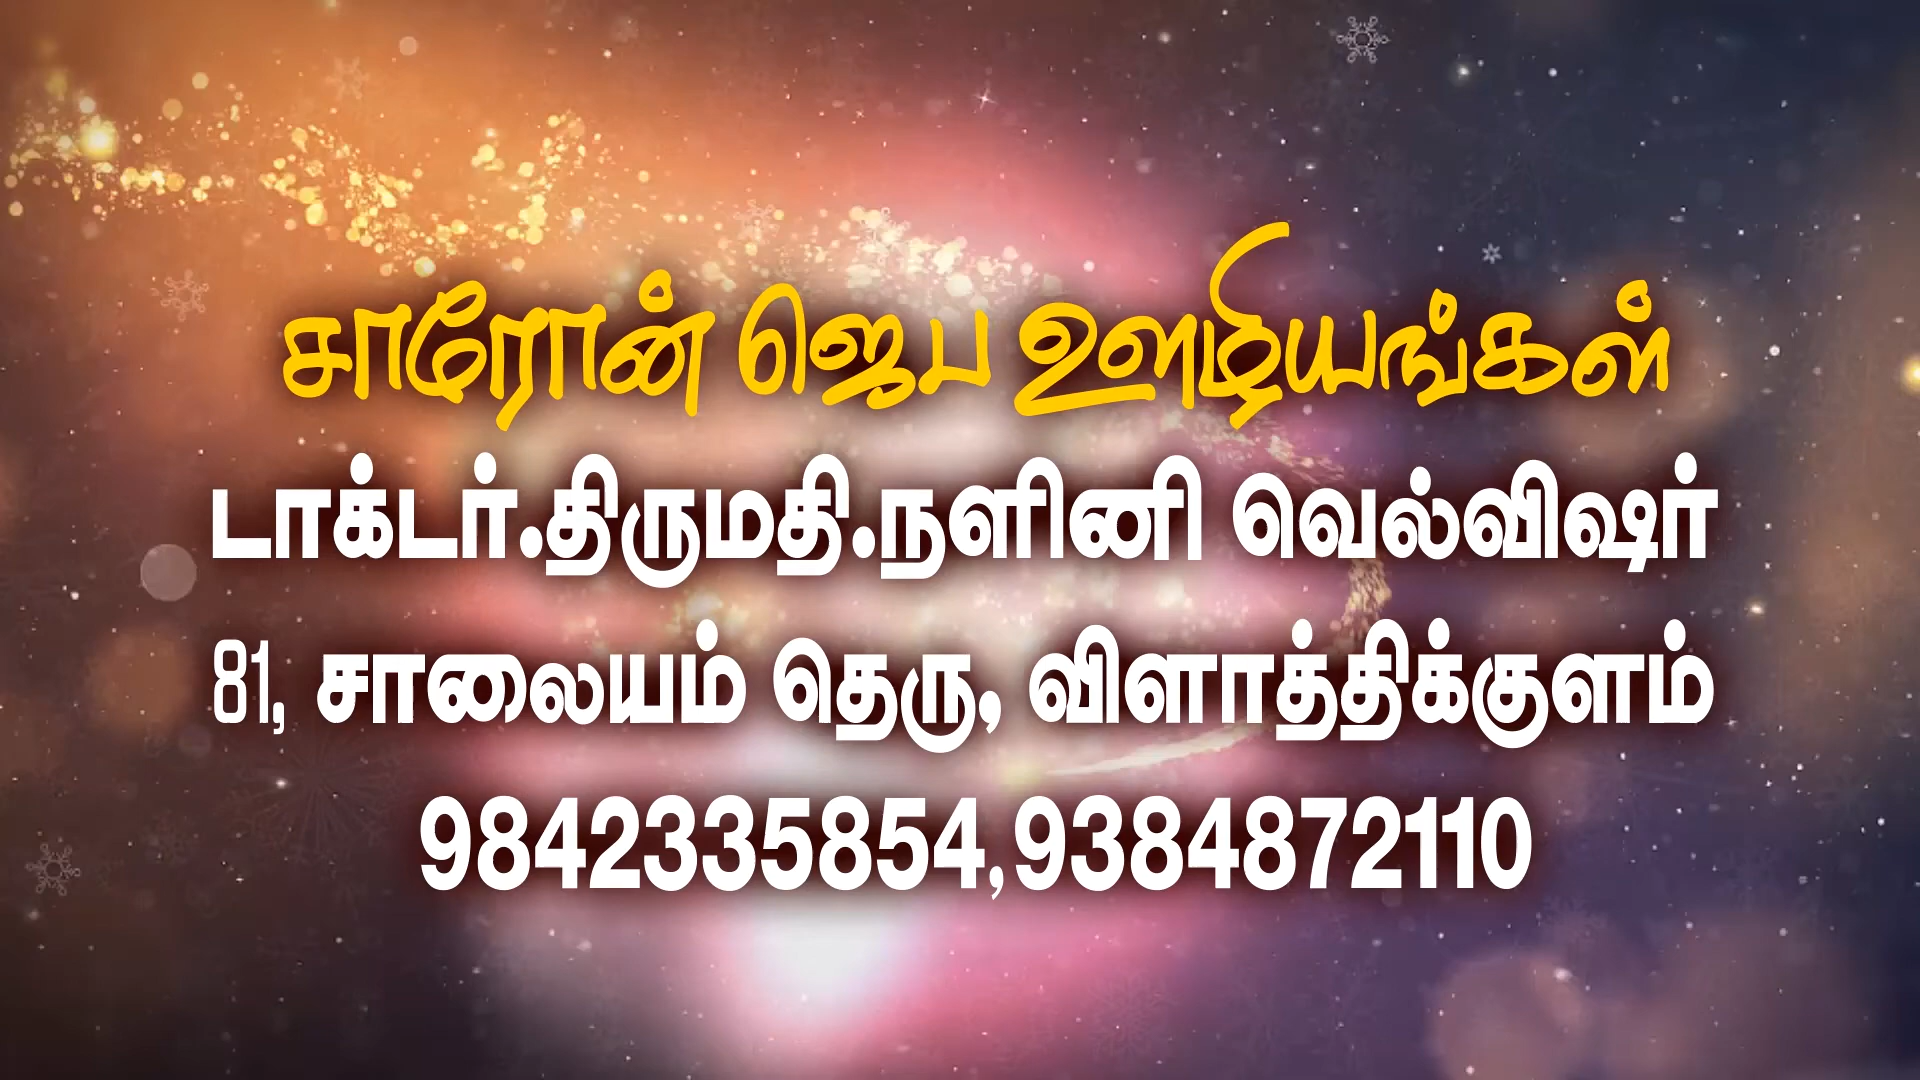 சாரோன் ஜெப ஊழியங்கள்
டாக்டர்.திருமதி.நளினி வெல்விஷர்
81, சாலையம் தெரு, விளாத்திக்குளம்
9842335854,9384872110